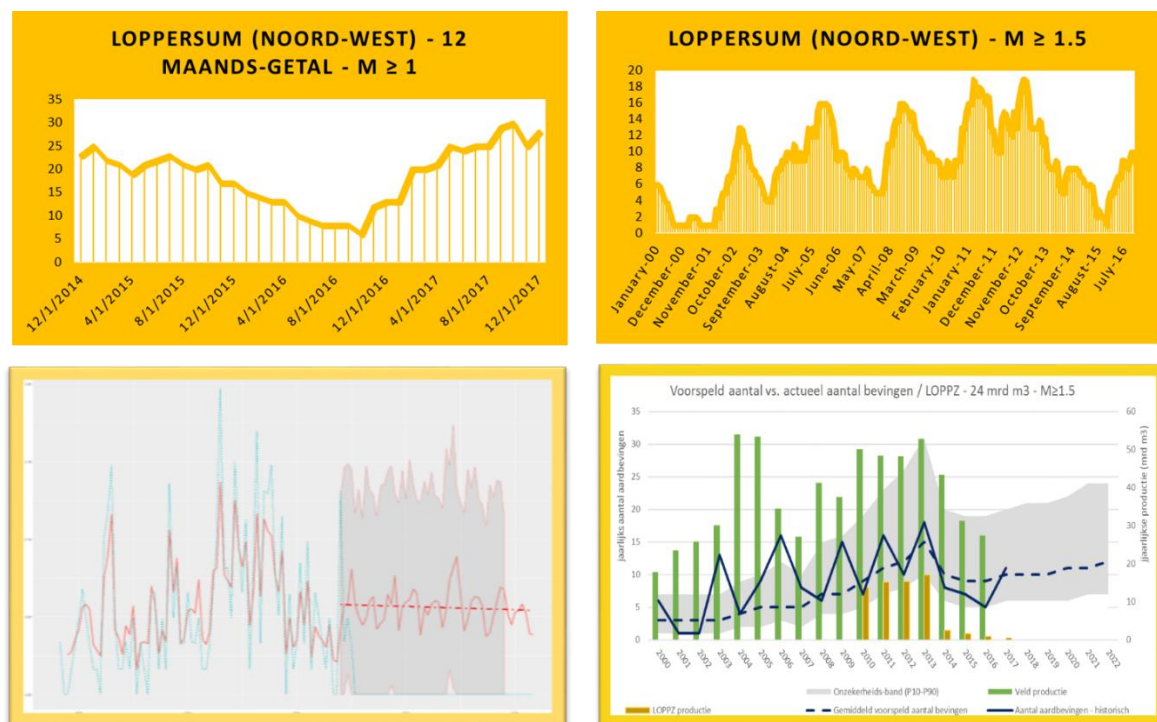 LOPPERSUM (NOORD-WEST) - 12
MAANDS-GETAL - M ≥ 1
35
30
25
20
15
10
5
0
12/1/2014
4/1/2015
8/1/2015
12/1/2015
4/1/2016
8/1/2016
12/1/2016
4/1/2017
8/1/2017
12/1/2017
LOPPERSUM (NOORD-WEST) - M ≥ 1.5
20
18
16
14
12
10
8
6
4
2
0
January-00
December-00
November-01
October-02
September-03
August-04
July-05
June-06
May-07
April-08
March-09
February-10
January-11
December-11
November-12
October-13
September-14
August-15
July-16
Voorspeld aantal vs. actueel aantal bevingen / LOPPZ - 24 mrd m3 - M≥1.5
jaarlijks aantal aardbevingen
35
30
25
20
15
10
5
0
60
50
40
30
20
10
0
jjaarlijkse productie (mrd m3)
2000
2001
2002
2003
2004
2005
2006
2007
2008
2009
2010
2011
2012
2013
2014
2015
2016
2017
2018
2019
2020
2021
2022
Onzekerheids-band (P10-P90)
Veld productie
LOPPZ productie
Gemiddeld voorspeld aantal bevingen
Aantal aardbevingen - historisch